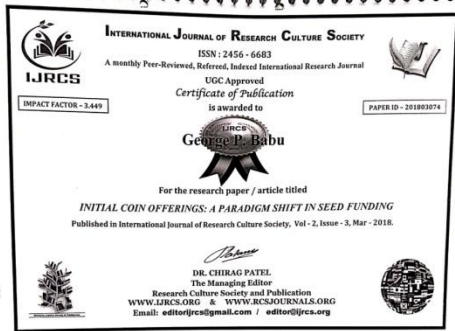 INTERNATIONAL JOURNAL OF RESEARCH CULTURE SOCIETY
ISSN : 2456 - 6683
A monthly Peer-Reviewed, Refereed, Indexed International Research Journal
IJRCS
UGC Approved
Certificate of Publication
IMPACT FACTOR – 3.449
is awarded to
PAPER ID – 201803074
IJRCS
George P. Babu
For the research paper / article titled
INITIAL COIN OFFERINGS: A PARADIGM SHIFT IN SEED FUNDING
Published in International Journal of Research Culture Society, Vol - 2, Issue - 3, Mar - 2018.
DR. CHIRAG PATEL
The Managing Editor
Research Culture Society and Publication
WWW.IJRCS.ORG & WWW.RCSJOURNALS.ORG
Email: editorijrcs@gmail.com / editor@ijrcs.org